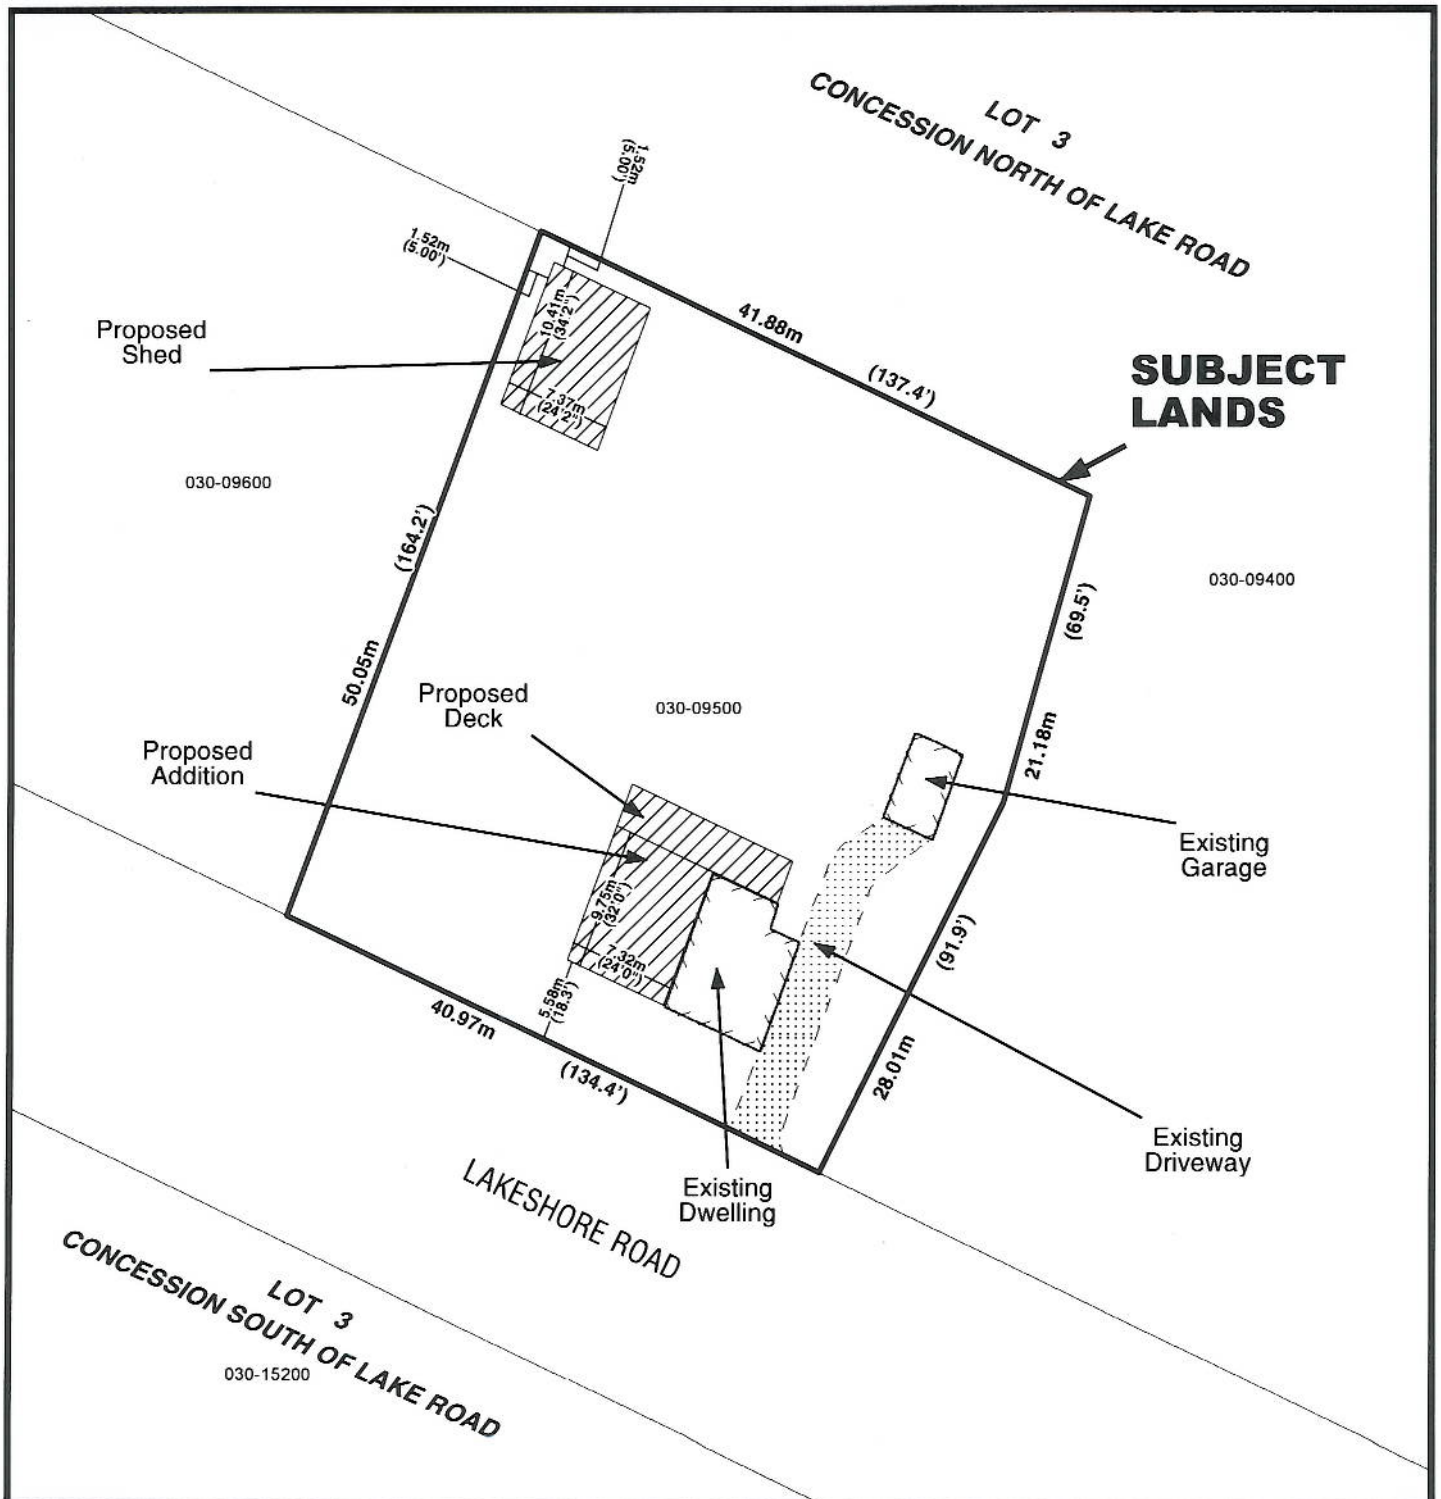 LOT 3
CONCESSION NORTH OF LAKE ROAD
1.52m
(5.00')
1.52m
(5.00')
Proposed
Shed
10.41m
(34'2")
7.37m
(24'2")
41.88m
(137.4')
SUBJECT
LANDS
030-09600
(164.2')
50.05m
030-09400
(69.5')
21.18m
030-09500
Proposed
Deck
Proposed
Addition
Existing
Garage
9.75m
(32'0")
7.32m
(24'0")
5.58m
(18.3')
(91.9')
28.01m
40.97m
(134.4')
Existing
Driveway
Existing
Dwelling
LAKESHORE ROAD
LOT 3
CONCESSION SOUTH OF LAKE ROAD
030-15200